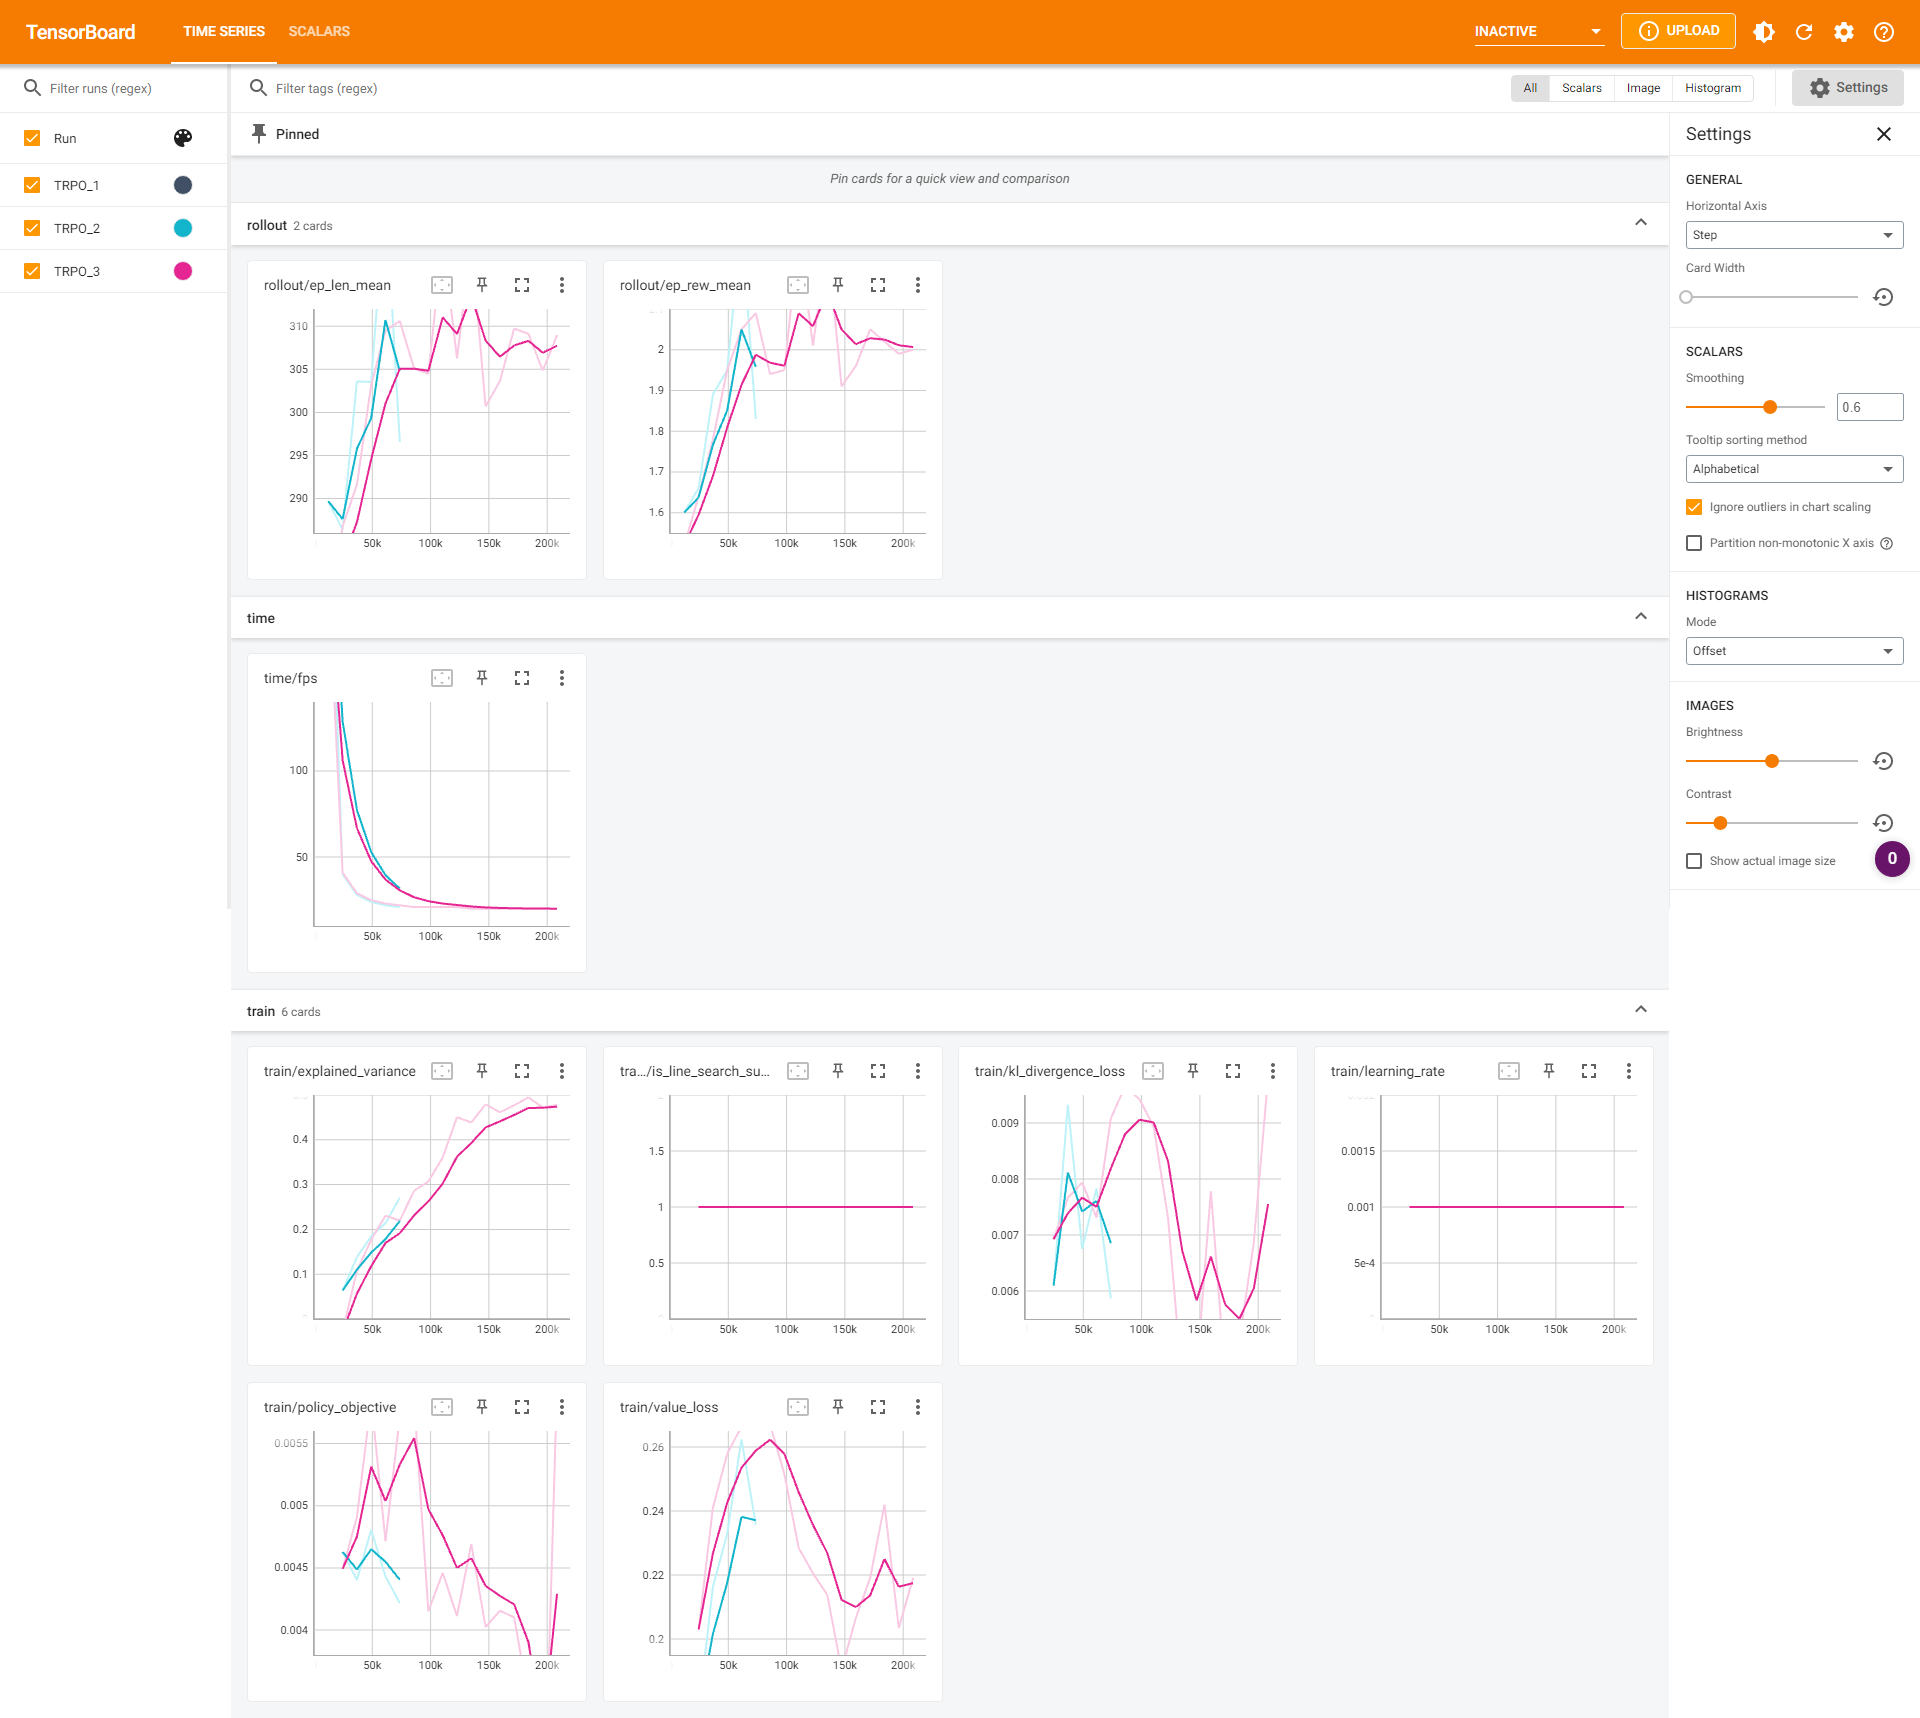 TensorBoard
TIME SERIES
SCALARS
INACTIVE
UPLOAD
Filter runs (regex)
Filter tags (regex)
All
Scalars
Image
Histogram
Settings
Run
TRPO_1
TRPO_2
TRPO_3
Pinned
Pin cards for a quick view and comparison
rollout 2 cards
rollout/ep_len_mean
310
305
300
295
290
50k 100k 150k 200k
rollout/ep_rew_mean
2
1.9
1.8
1.7
1.6
50k 100k 150k 200k
time
time/fps
100
50
50k 100k 150k 200k
train 6 cards
train/explained_variance
0.4
0.3
0.2
0.1
50k 100k 150k 200k
tra.../is_line_search_su...
1.5
1
0.5
50k 100k 150k 200k
train/kl_divergence_loss
0.009
0.008
0.007
0.006
50k 100k 150k 200k
train/learning_rate
0.0015
0.001
5e-4
50k 100k 150k 200k
train/policy_objective
0.0055
0.005
0.0045
0.004
50k 100k 150k 200k
train/value_loss
0.26
0.24
0.22
0.2
50k 100k 150k 200k
Settings
GENERAL
Horizontal Axis
Step
Card Width
SCALARS
Smoothing
0.6
Tooltip sorting method
Alphabetical
Ignore outliers in chart scaling
Partition non-monotonic X axis
HISTOGRAMS
Mode
Offset
IMAGES
Brightness
Contrast
Show actual image size
0